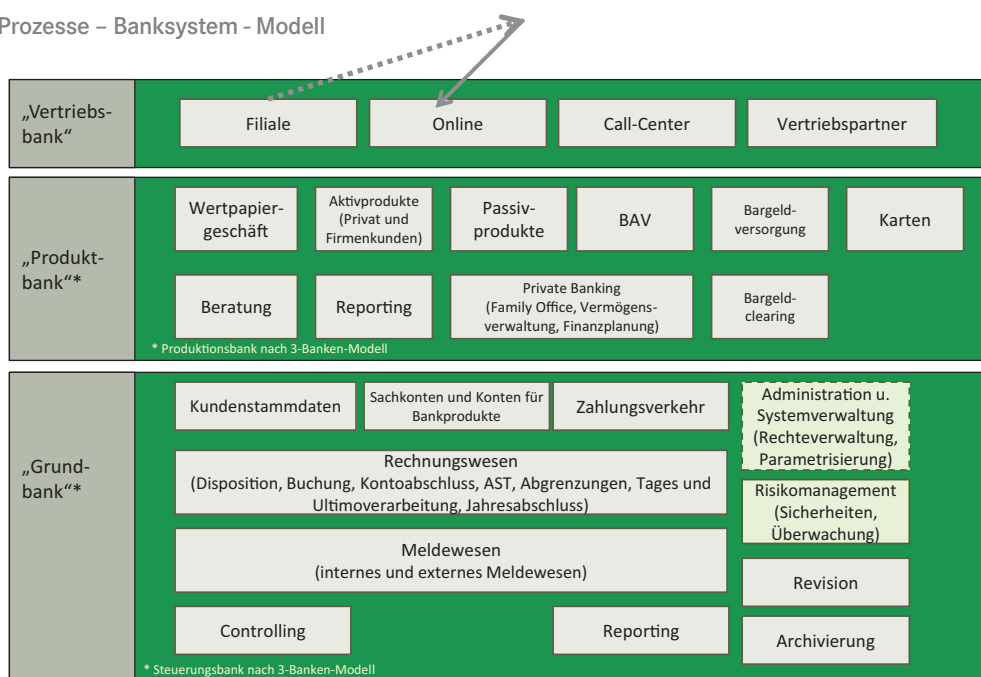 Prozesse – Banksystem - Modell
„Vertriebs-
bank“
Filiale
Online
Call-Center
Vertriebspartner
„Produkt-
bank“*
Wertpapier-
geschäft
Aktivprodukte
(Privat und
Firmenkunden)
Passiv-
produkte
BAV
Bargeld-
versorgung
Karten
Beratung
Reporting
Private Banking
(Family Office, Vermögens-
verwaltung, Finanzplanung)
Bargeld-
clearing
* Produktionsbank nach 3-Banken-Modell
„Grund-
bank“*
Kundenstammdaten
Sachkonten und Konten für
Bankprodukte
Zahlungsverkehr
Administration u.
Systemverwaltung
(Rechteverwaltung,
Parametrisierung)
Rechnungswesen
(Disposition, Buchung, Kontoabschluss, AST, Abgrenzungen, Tages und
Ultimoverarbeitung, Jahresabschluss)
Risikomanagement
(Sicherheiten,
Überwachung)
Meldewesen
(internes und externes Meldewesen)
Revision
Controlling
Reporting
Archivierung
* Steuerungsbank nach 3-Banken-Modell